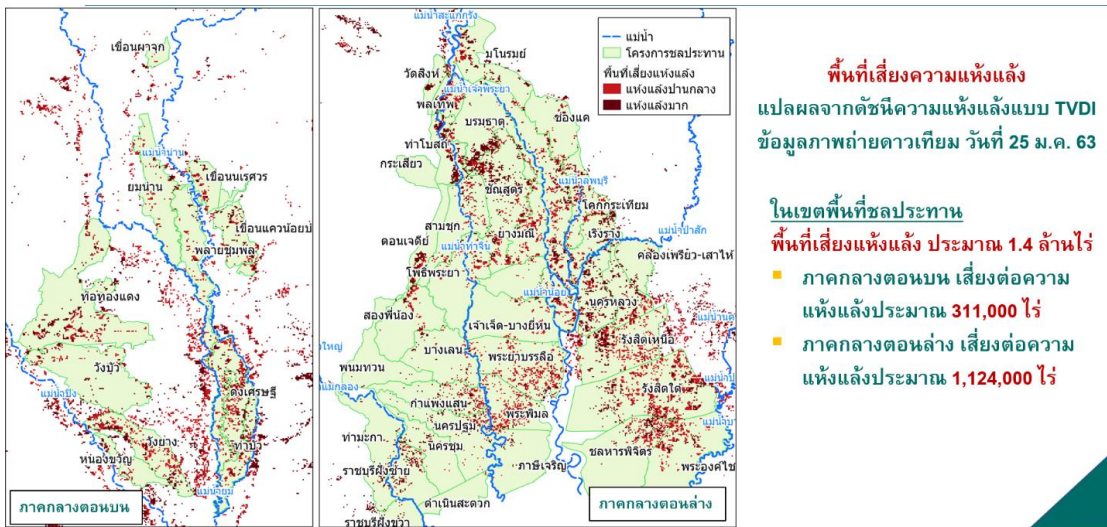 เขื่อนผาจุก
แม่น้ำน่าน
ยมน่าน
เขื่อนนเรศวร
เขื่อนแควน้อยบำ
พลายชุมพล
ท่อทองแดง
วังบัว
ดงเศรษฐี
แม่น้ำปิง
วังยาง
หนองขวัญ
ท่าบัว
แม่น้ำยม
ภาคกลางตอนบน
แม่น้ำสะแกกรัง
มโนรมย์
วัดสิงห์
พลเทพ
แม่น้ำเจ้าพระยา
บรมธาตุ
ช่องแค
ท่าโบสถ์
กระเสียว
ชัณสูตร
แม่น้ำลพบุรี
โคกกระเทียม
สามชุก
ยางมณี
เริงราง
ดอนเจดีย์
แม่น้ำท่าจีน
แม่น้ำป่าสัก
คลองเพรียว-เสาไห้
โพธิ์พระยา
แม่น้ำน้อย
นครหลวง
สองพี่น้อง
เจ้าเจ็ด-บางยี่หน
รังสิตเหนือ
บางเลน
พระยาบรรลือ
พนมทวน
รังสิตใต้
แม่กลอง
กำแพงแสน
พระพิมล
นครปฐม
ท่ามะกา
นครชุม
ชลหารพิจิตร
ภาษีเจริญ
ราชบุรีฝั่งซ้าย
พระองค์ไช
ดำเนินสะดวก
ราชบุรีฝั่งขวา
ภาคกลางตอนล่าง
แม่น้ำ
โครงการชลประทาน
พื้นที่เสี่ยงแห้งแล้ง
แห้งแล้งปานกลาง
แห้งแล้งมาก
พื้นที่เสี่ยงความแห้งแล้ง
แปลผลจากดัชนีความแห้งแล้งแบบ TVDI
ข้อมูลภาพถ่ายดาวเทียม วันที่ 25 ม.ค. 63
ในเขตพื้นที่ชลประทาน
พื้นที่เสี่ยงแห้งแล้ง ประมาณ 1.4 ล้านไร่
ภาคกลางตอนบน เสี่ยงต่อความ
แห้งแล้งประมาณ 311,000 ไร่
ภาคกลางตอนล่าง เสี่ยงต่อความ
แห้งแล้งประมาณ 1,124,000 ไร่